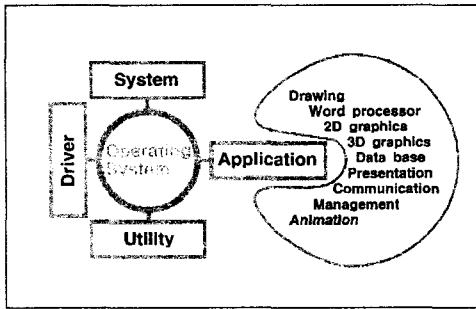 System
Driver
Operating
System
Application
Utility
Drawing
Word processor
2D graphica
3D graphics
Data base
Presentation
Communication
Management
Animation